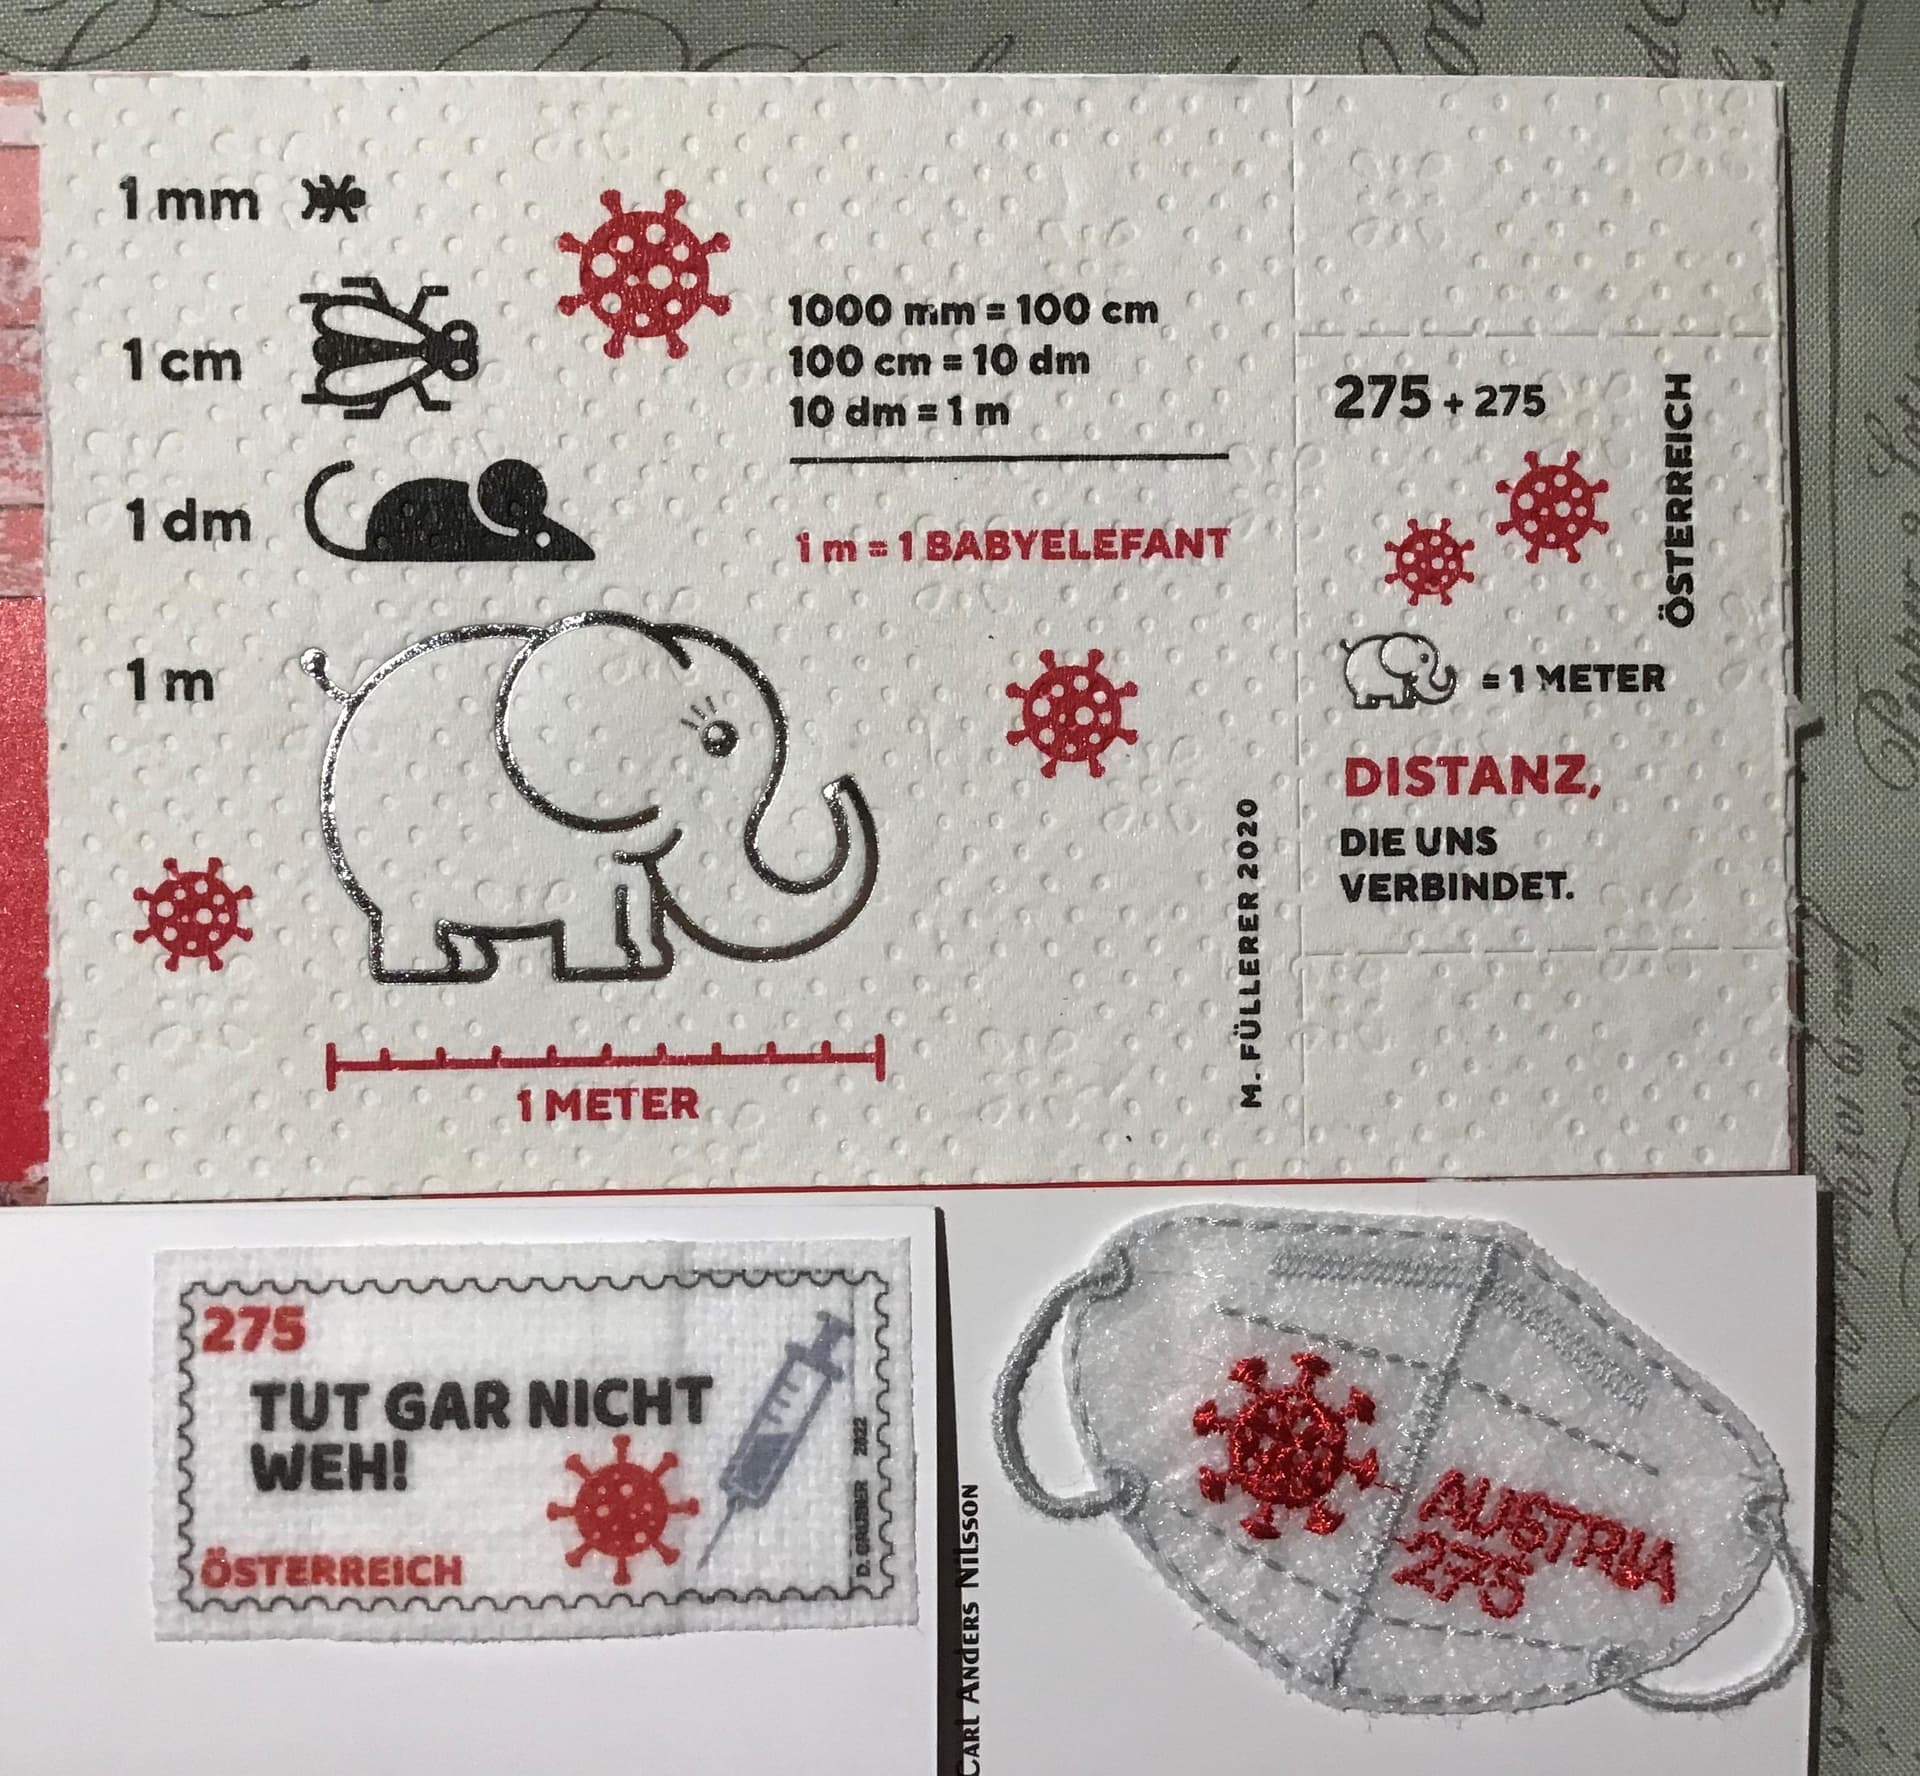 1 mm
1 cm
1 dm
1 m
1000 mm = 100 cm
100 cm = 10 dm
10 dm = 1 m
1 m = 1 BABYELEFANT
1 METER
M. FÜLLERER 2020
275 + 275
ÖSTERREICH
= 1 METER
DISTANZ,
DIE UNS
VERBINDET.
275
TUT GAR NICHT
WEH!
ÖSTERREICH
D. GRUBER 2022
CARL ANDERS NILSSON
AUSTRIA
275